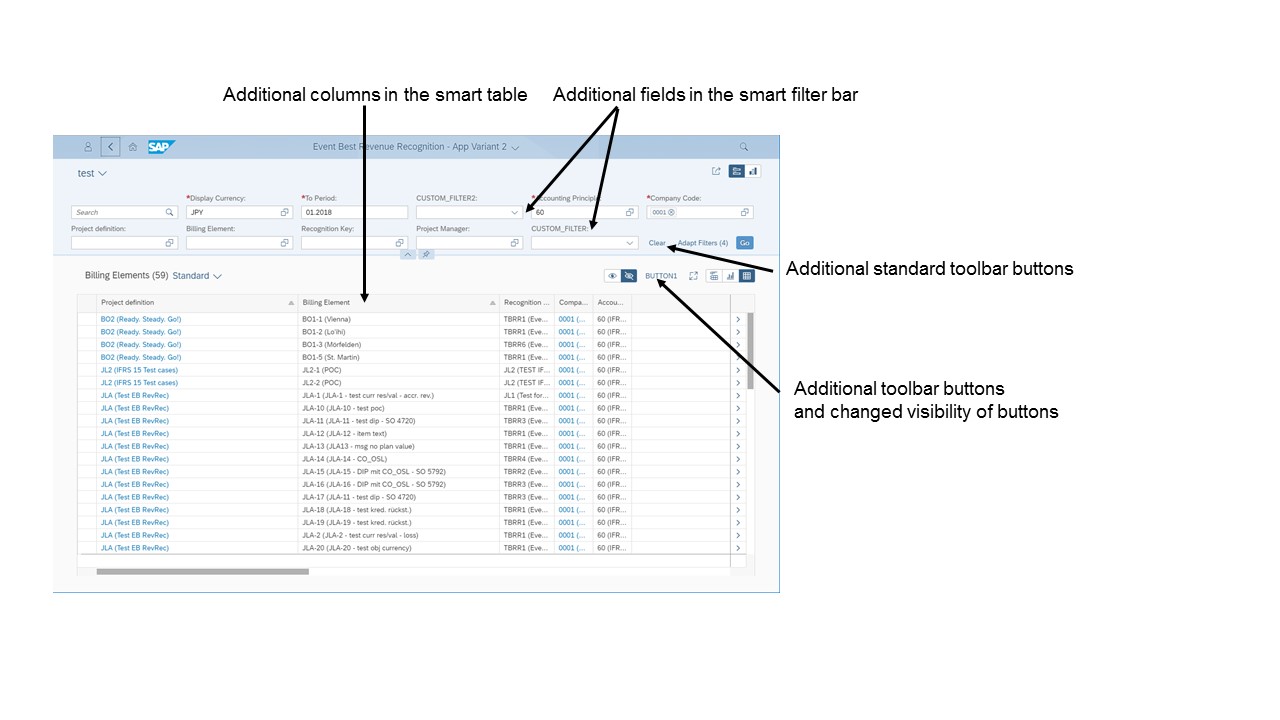 Additional columns in the smart table
Additional fields in the smart filter bar
SAP
Event Best Revenue Recognition - App Variant 2
test
*Display Currency:
*To Period:
CUSTOM_FILTER2:
*Accounting Principle
*Company Code:
Search
JPY
01.2018
60
0001
Project definition:
Billing Element:
Recognition Key:
Project Manager:
CUSTOM_FILTER:
Clear
Adapt Filters (4)
Go
Additional standard toolbar buttons
Billing Elements (59) Standard
BUTTON1
Project definition Billing Element Recognition ... Compa... Accou...
BO2 (Ready. Steady. Go!) BO1-1 (Vienna) TBRR1 (Eve... 0001 (... 60 (IFR...
BO2 (Ready. Steady. Go!) BO1-2 (Lo'ihi) TBRR1 (Eve... 0001 (... 60 (IFR...
BO2 (Ready. Steady. Go!) BO1-3 (Mörfelden) TBRR6 (Eve... 0001 (... 60 (IFR...
BO2 (Ready. Steady. Go!) BO1-5 (St. Martin) TBRR1 (Eve... 0001 (... 60 (IFR...
JL2 (IFRS 15 Test cases) JL2-1 (POC) JL2 (TEST IF... 0001 (... 60 (IFR...
JL2 (IFRS 15 Test cases) JL2-2 (POC) JL2 (TEST IF... 0001 (... 60 (IFR...
JLA (Test EB RevRec) JLA-1 (JLA-1 - test curr res/val - accr. rev.) JL1 (Test for... 0001 (... 60 (IFR...
JLA (Test EB RevRec) JLA-10 (JLA-10 - test poc) TBRR1 (Eve... 0001 (... 60 (IFR...
JLA (Test EB RevRec) JLA-11 (JLA-11 - test dip - SO 4720) TBRR3 (Eve... 0001 (... 60 (IFR...
JLA (Test EB RevRec) JLA-12 (JLA-12 - item text) TBRR1 (Eve... 0001 (... 60 (IFR...
JLA (Test EB RevRec) JLA-13 (JLA13 - msg no plan value) TBRR1 (Eve... 0001 (... 60 (IFR...
JLA (Test EB RevRec) JLA-14 (JLA-14 - CO_OSL) TBRR4 (Eve... 0001 (... 60 (IFR...
JLA (Test EB RevRec) JLA-15 (JLA-15 - DIP mit CO_OSL - SO 5792) TBRR2 (Eve... 0001 (... 60 (IFR...
JLA (Test EB RevRec) JLA-16 (JLA-16 - DIP mit CO_OSL - SO 5792) TBRR3 (Eve... 0001 (... 60 (IFR...
JLA (Test EB RevRec) JLA-17 (JLA-11 - test dip - SO 4720) TBRR3 (Eve... 0001 (... 60 (IFR...
JLA (Test EB RevRec) JLA-18 (JLA-18 - test kred. rückst.) TBRR1 (Eve... 0001 (... 60 (IFR...
JLA (Test EB RevRec) JLA-19 (JLA-19 - test kred. rückst.) TBRR1 (Eve... 0001 (... 60 (IFR...
JLA (Test EB RevRec) JLA-2 (JLA-2 - test curr res/val - loss) TBRR1 (Eve... 0001 (... 60 (IFR...
JLA (Test EB RevRec) JLA-20 (JLA-20 - test obj currency) TBRR1 (Eve... 0001 (... 60 (IFR...
Additional toolbar buttons
and changed visibility of buttons